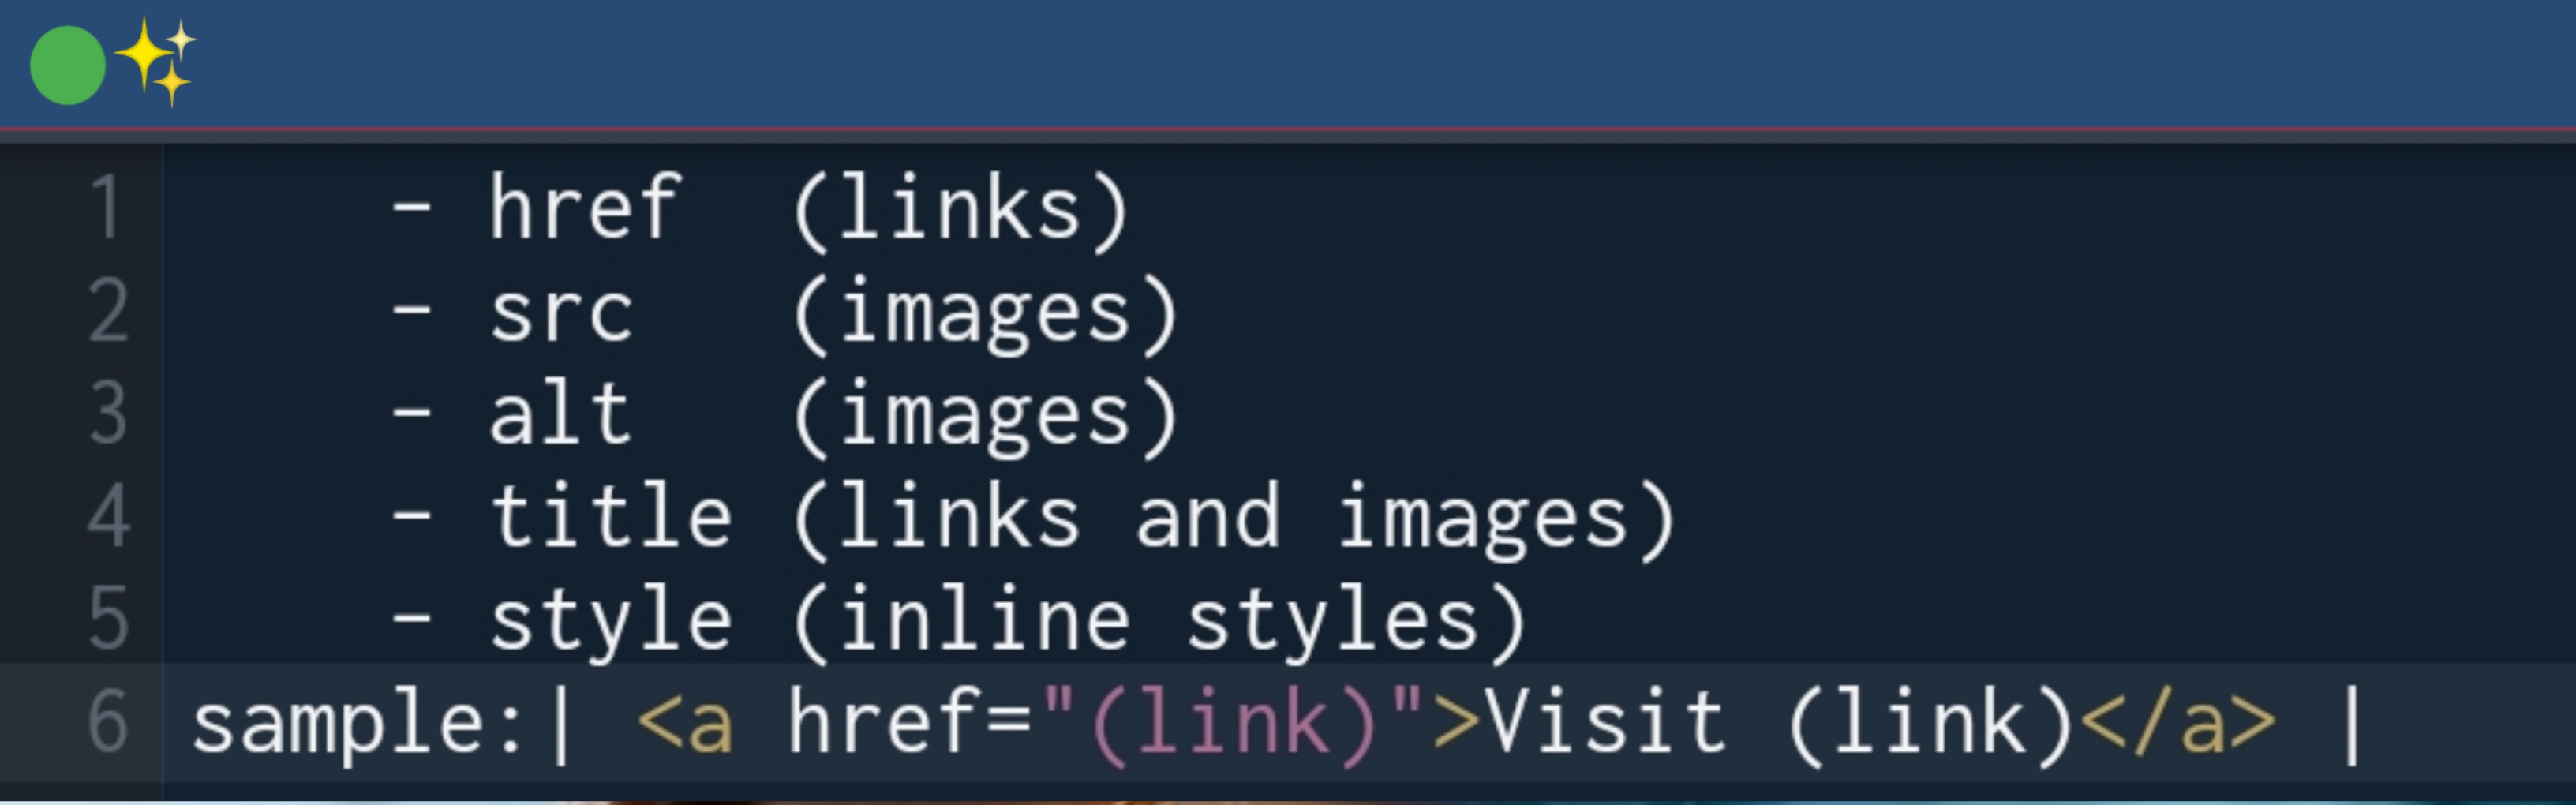 1 - href (links)
2 - src (images)
3 - alt (images)
4 - title (links and images)
5 - style (inline styles)
6 sample:| <a href="(link)">Visit (link)</a> |